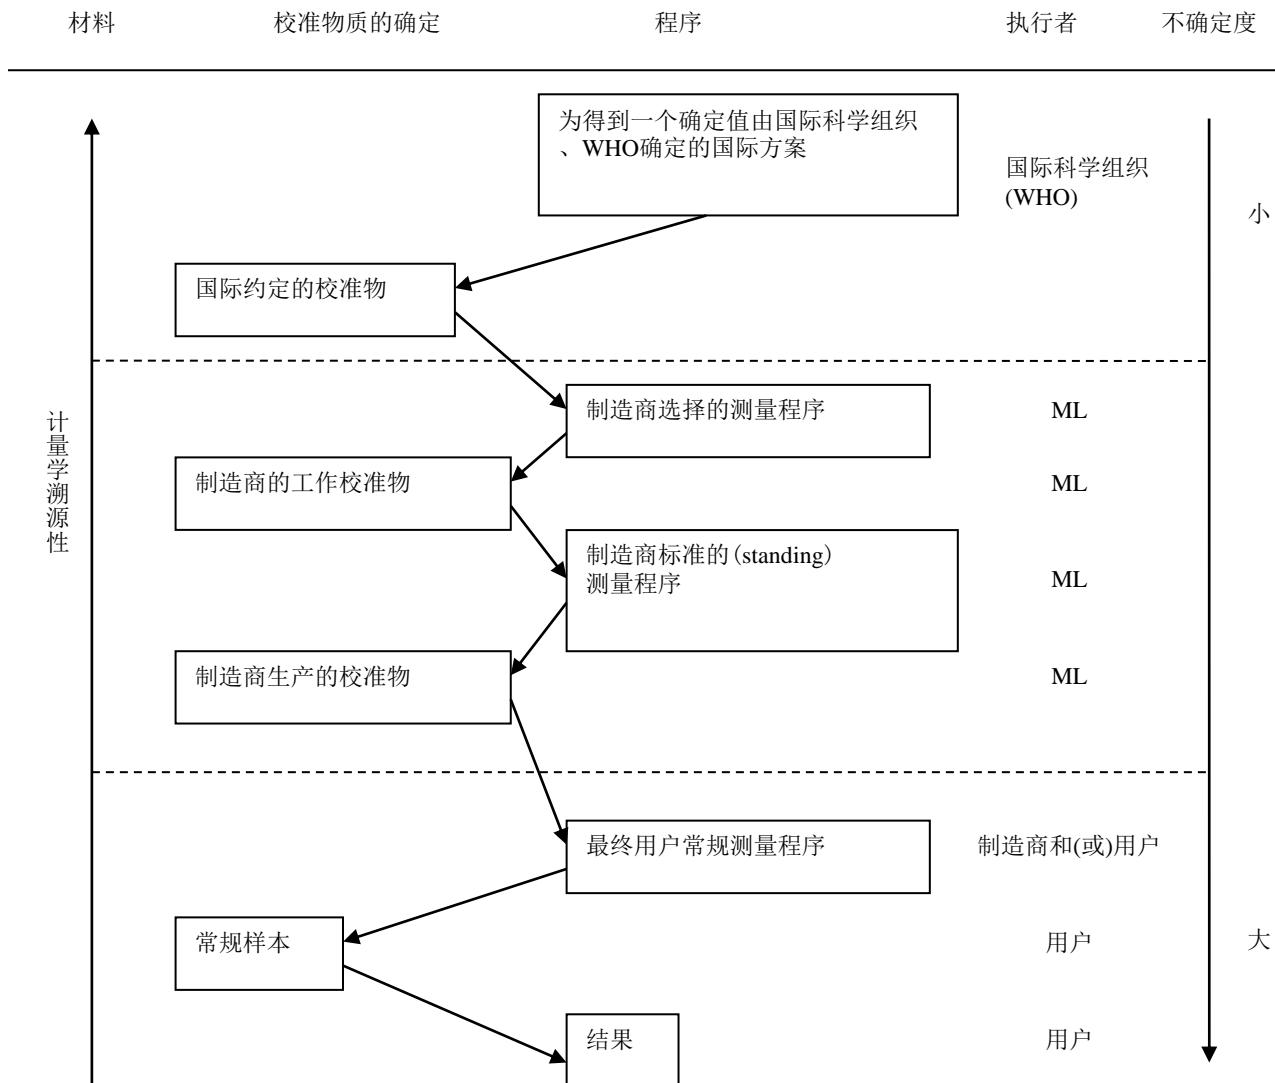 材料 校准物质的确定 程序 执行者 不确定度
为得到一个确定值由国际科学组织
、WHO确定的国际方案
国际科学组织
(WHO)
小
国际约定的校准物
制造商选择的测量程序 ML
计量学溯源性
制造商的工作校准物 ML
制造商标准的(standing)
测量程序
ML
制造商生产的校准物 ML
最终用户常规测量程序 制造商和(或)用户
常规样本 用户 大
结果 用户